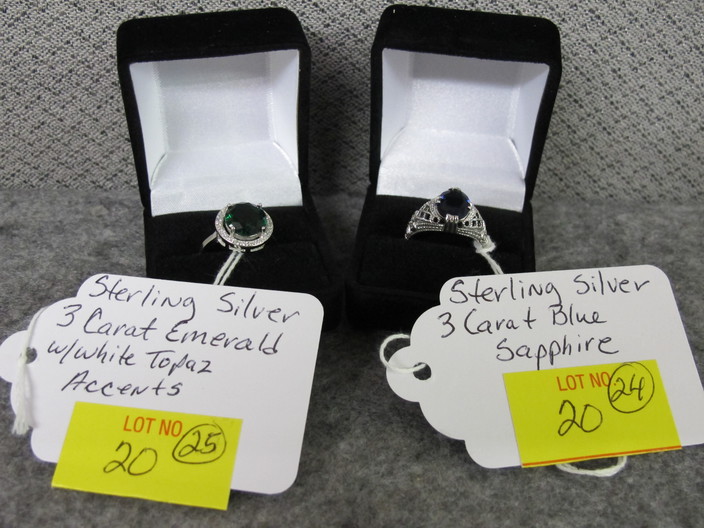 Sterling Silver
3 Carat Emerald
w/white Topaz
Accents
LOT NO
20 25
Sterling Silver
3 Carat Blue
Sapphire
LOT NO
20 24